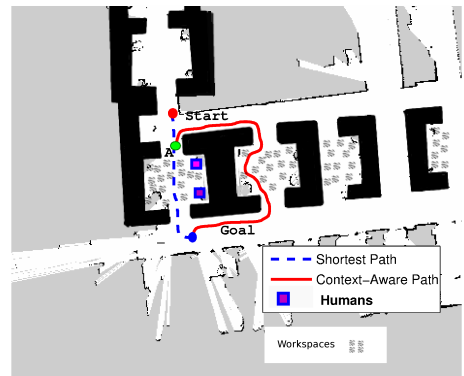 Start
A
Goal
Shortest Path
Context-Aware Path
Humans
Workspaces